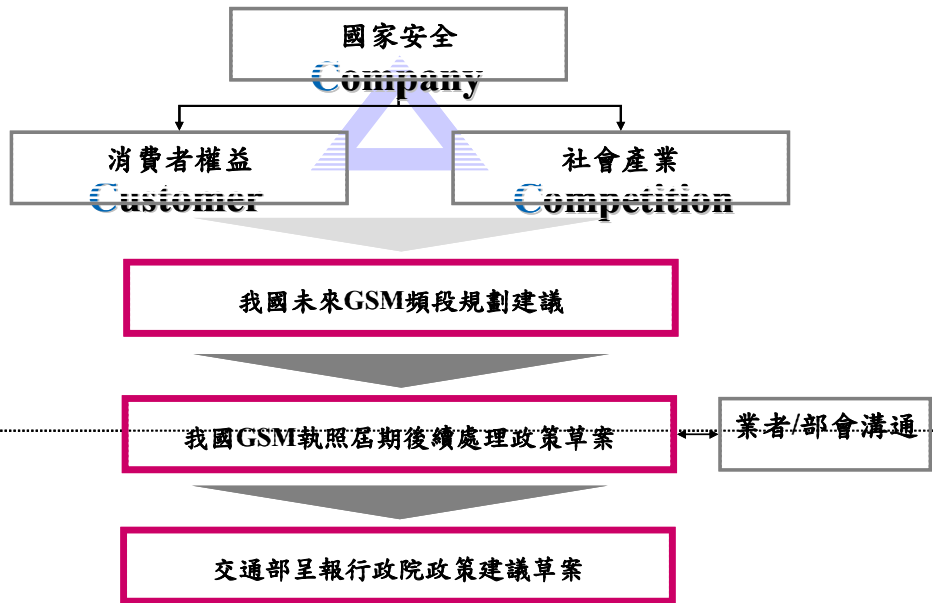 國家安全
Company
消費者權益
Customer
社會產業
Competition
我國未來GSM頻段規劃建議
我國GSM執照屆期後續處理政策草案
業者/部會溝通
交通部呈報行政院政策建議草案